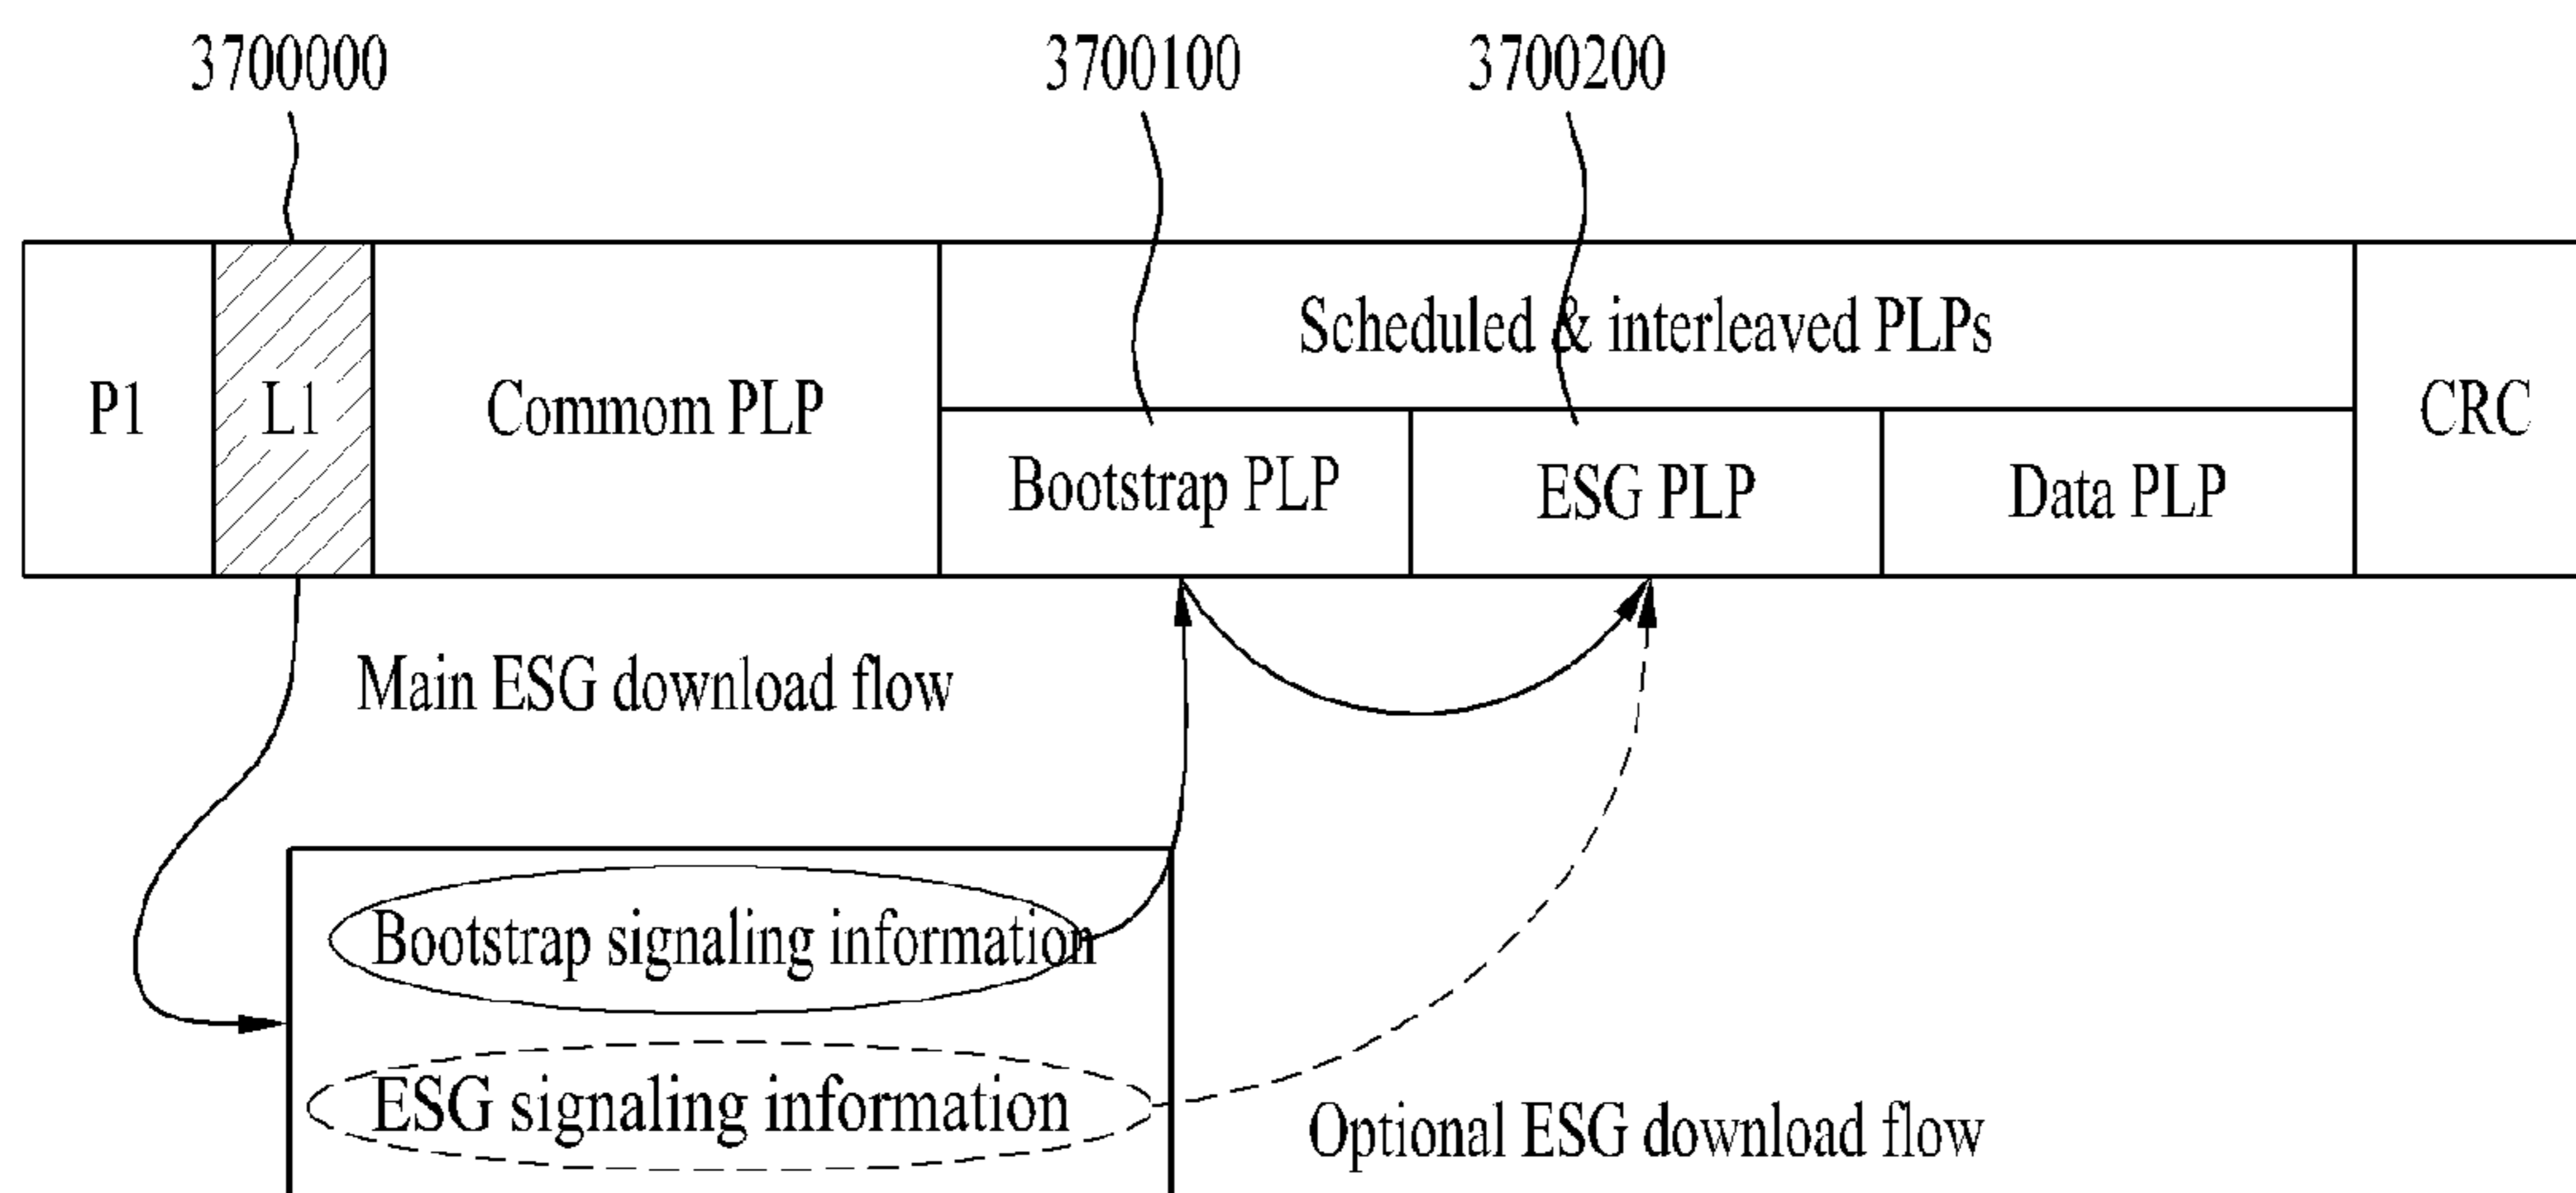 3700000
3700100
3700200
P1
L1
Commom PLP
Scheduled & interleaved PLPs
Bootstrap PLP
ESG PLP
Data PLP
CRC
Main ESG download flow
Bootstrap signaling information
ESG signaling information
Optional ESG download flow